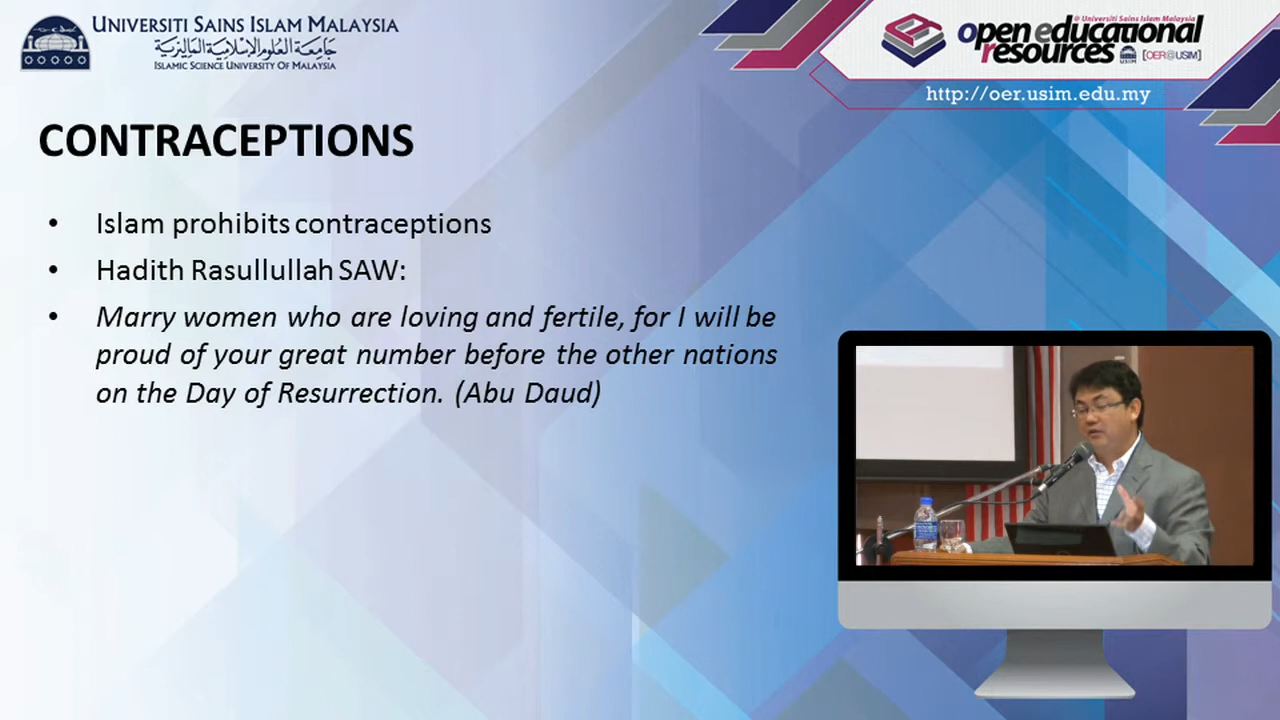 UNIVERSITI SAINS ISLAM MALAYSIA
جامعة العلوم الإسلامية الماليزية
ISLAMIC SCIENCE UNIVERSITY OF MALAYSIA
@ Universiti Sains Islam Malaysia
open educational
resources
USIM
[OER@USIM]
http://oer.usim.edu.my
CONTRACEPTIONS
• Islam prohibits contraceptions
• Hadith Rasullullah SAW:
• Marry women who are loving and fertile, for I will be
proud of your great number before the other nations
on the Day of Resurrection. (Abu Daud)